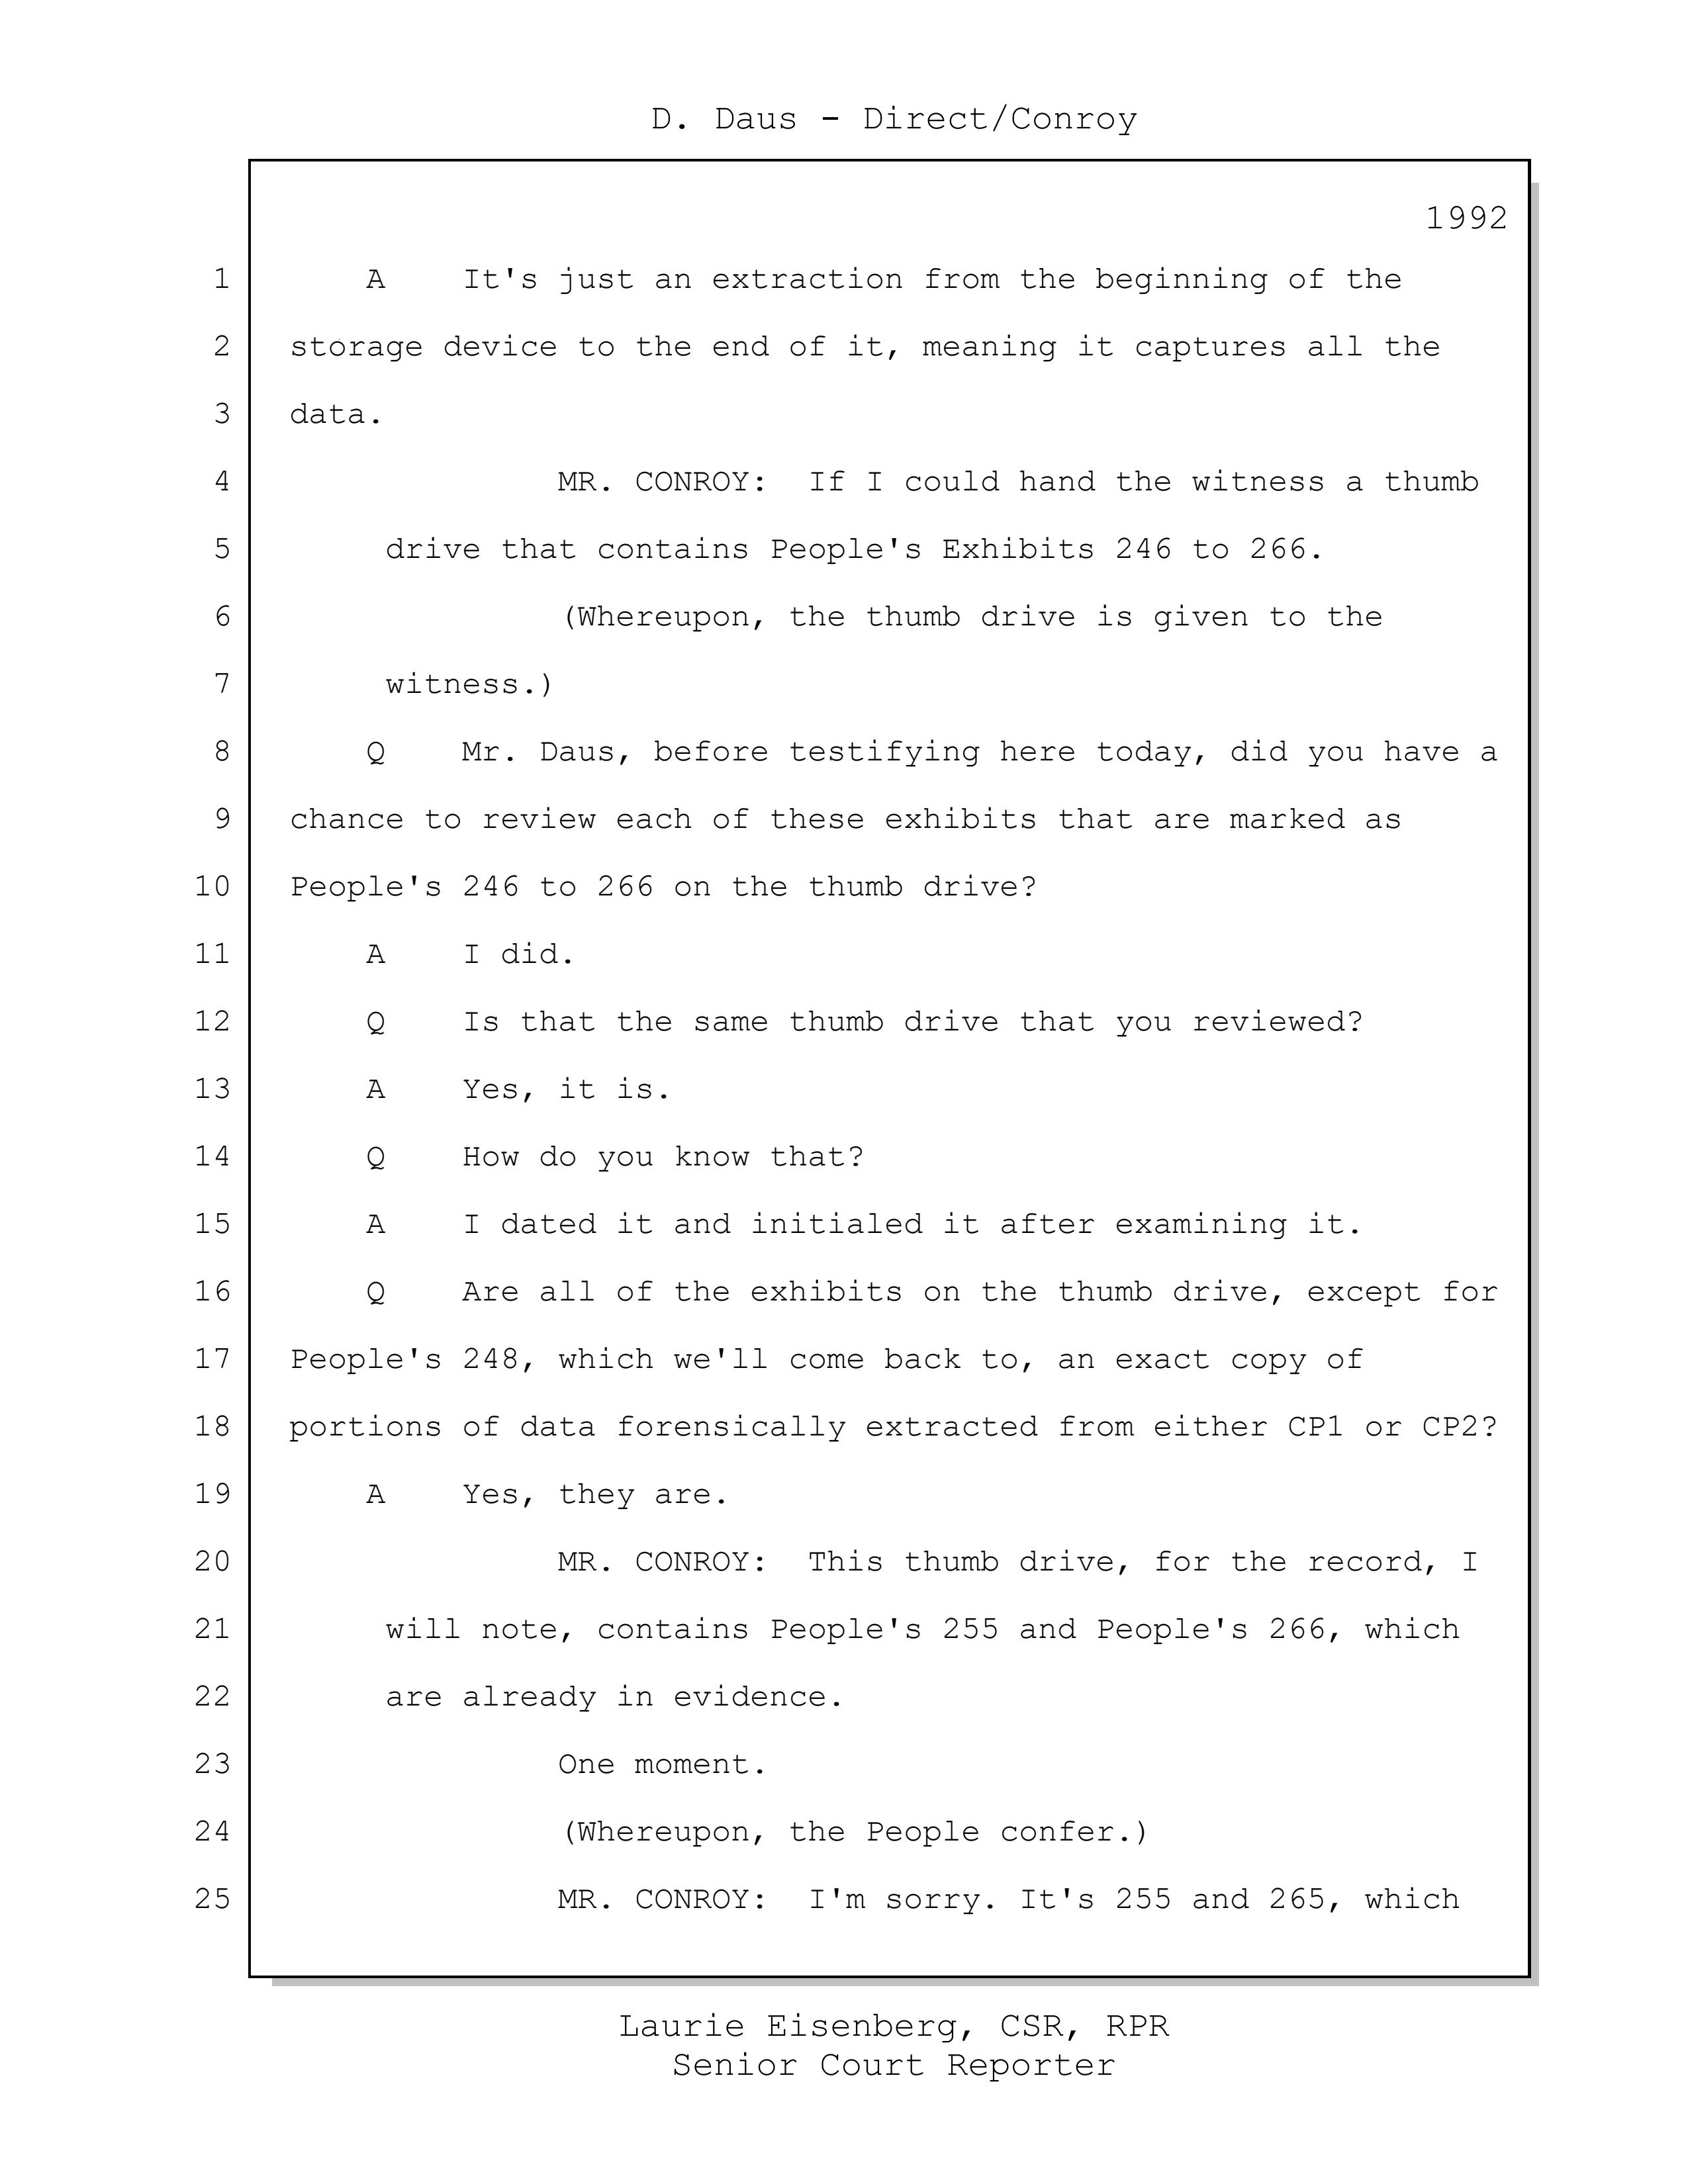 D. Daus - Direct/Conroy
1992
1 A It's just an extraction from the beginning of the
2 storage device to the end of it, meaning it captures all the
3 data.
4 MR. CONROY: If I could hand the witness a thumb
5 drive that contains People's Exhibits 246 to 266.
6 (Whereupon, the thumb drive is given to the
7 witness.)
8 Q Mr. Daus, before testifying here today, did you have a
9 chance to review each of these exhibits that are marked as
10 People's 246 to 266 on the thumb drive?
11 A I did.
12 Q Is that the same thumb drive that you reviewed?
13 A Yes, it is.
14 Q How do you know that?
15 A I dated it and initialed it after examining it.
16 Q Are all of the exhibits on the thumb drive, except for
17 People's 248, which we'll come back to, an exact copy of
18 portions of data forensically extracted from either CP1 or CP2?
19 A Yes, they are.
20 MR. CONROY: This thumb drive, for the record, I
21 will note, contains People's 255 and People's 266, which
22 are already in evidence.
23 One moment.
24 (Whereupon, the People confer.)
25 MR. CONROY: I'm sorry. It's 255 and 265, which
Laurie Eisenberg, CSR, RPR
Senior Court Reporter